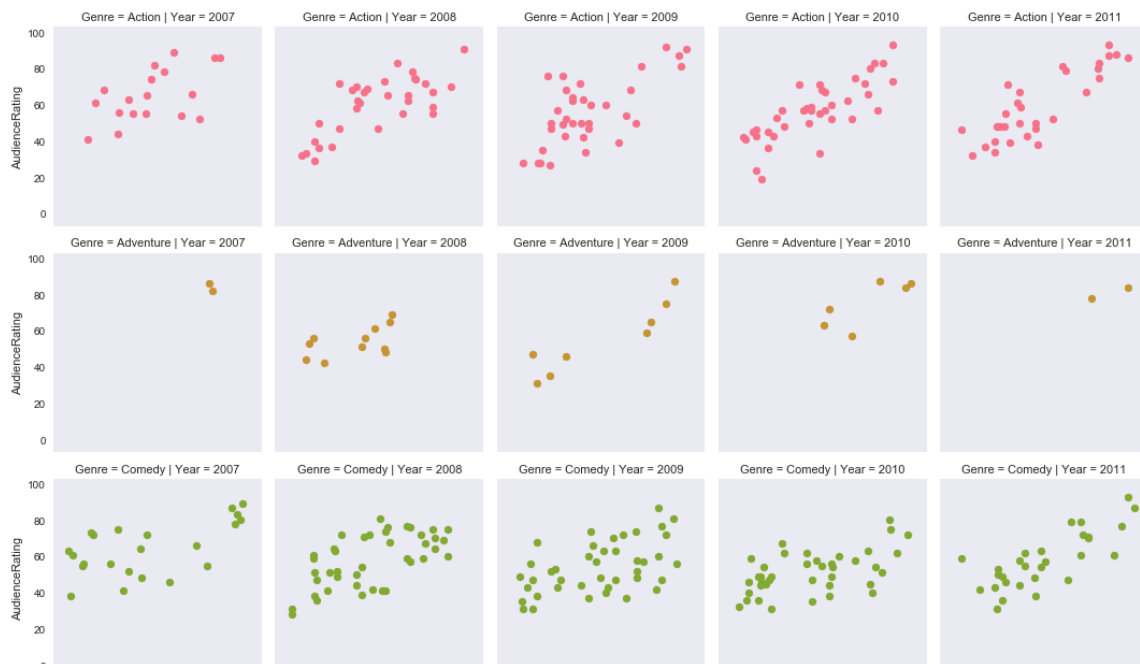 Genre = Action | Year = 2007
Genre = Action | Year = 2008
Genre = Action | Year = 2009
Genre = Action | Year = 2010
Genre = Action | Year = 2011
AudienceRating
100
80
60
40
20
0
Genre = Adventure | Year = 2007
Genre = Adventure | Year = 2008
Genre = Adventure | Year = 2009
Genre = Adventure | Year = 2010
Genre = Adventure | Year = 2011
AudienceRating
100
80
60
40
20
0
Genre = Comedy | Year = 2007
Genre = Comedy | Year = 2008
Genre = Comedy | Year = 2009
Genre = Comedy | Year = 2010
Genre = Comedy | Year = 2011
AudienceRating
100
80
60
40
20